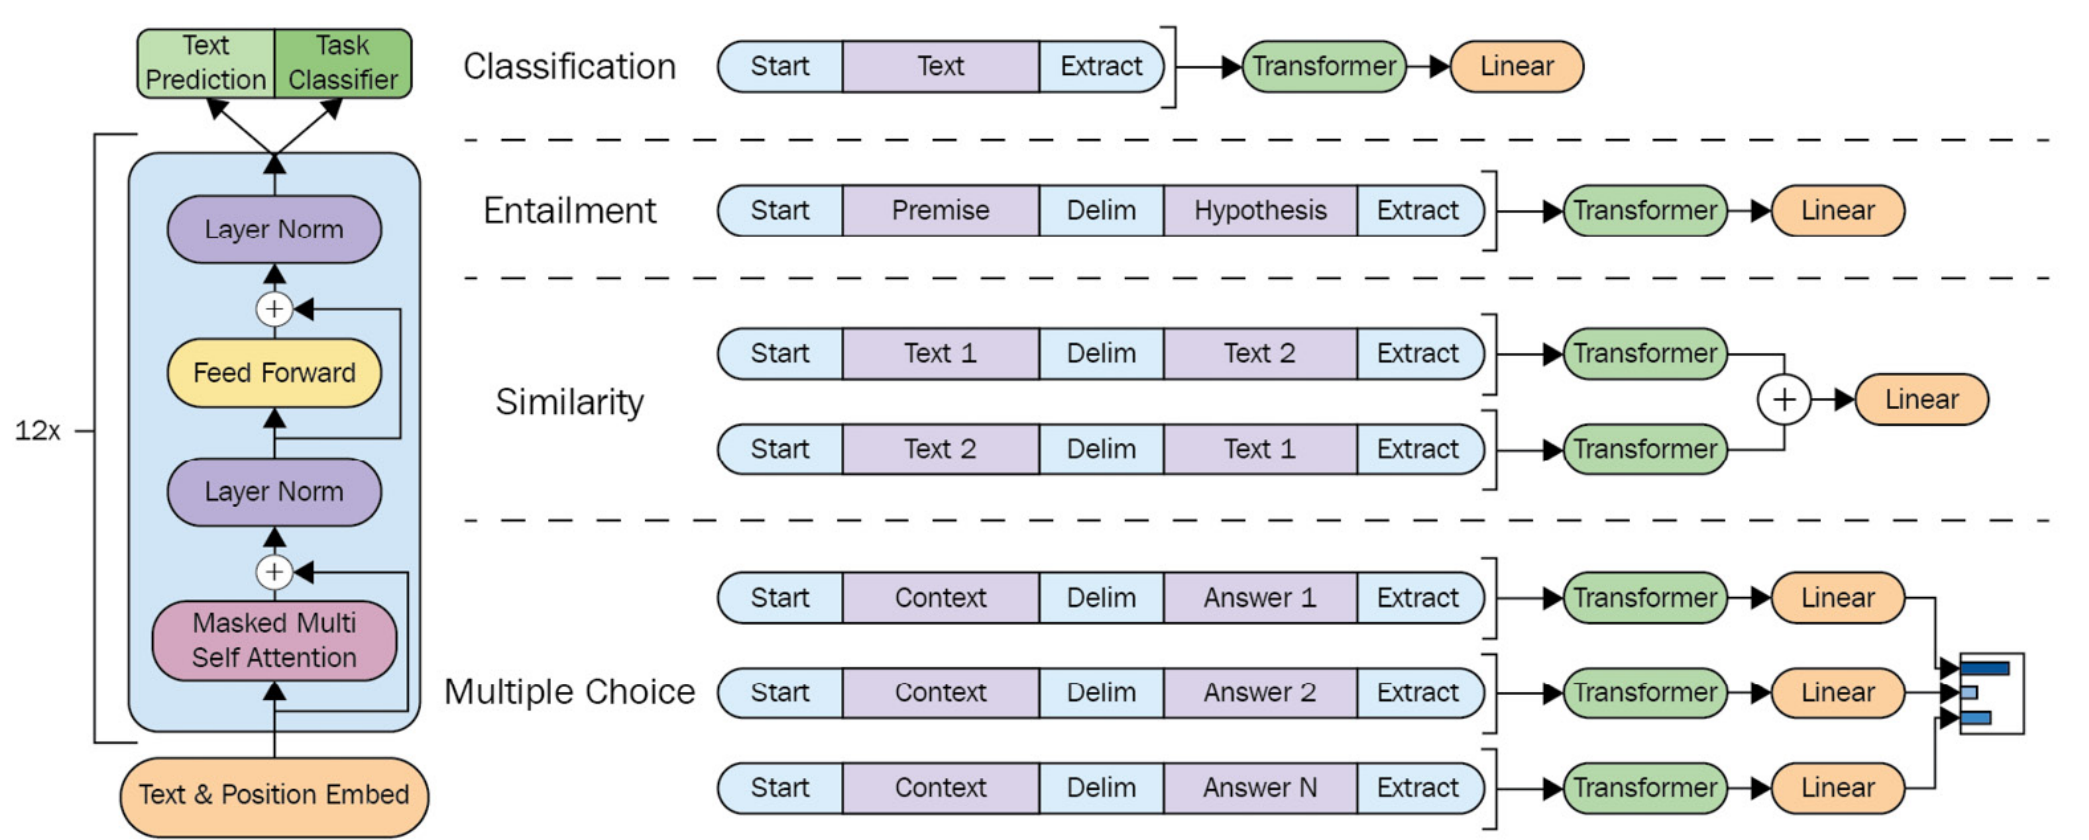 Text
Prediction
Task
Classifier
12x
Layer Norm
Feed Forward
Layer Norm
Masked Multi
Self Attention
Text & Position Embed
Classification
Start Text Extract Transformer Linear
Entailment
Start Premise Delim Hypothesis Extract Transformer Linear
Similarity
Start Text 1 Delim Text 2 Extract Transformer
Start Text 2 Delim Text 1 Extract Transformer
Linear
Multiple Choice
Start Context Delim Answer 1 Extract Transformer Linear
Start Context Delim Answer 2 Extract Transformer Linear
Start Context Delim Answer N Extract Transformer Linear